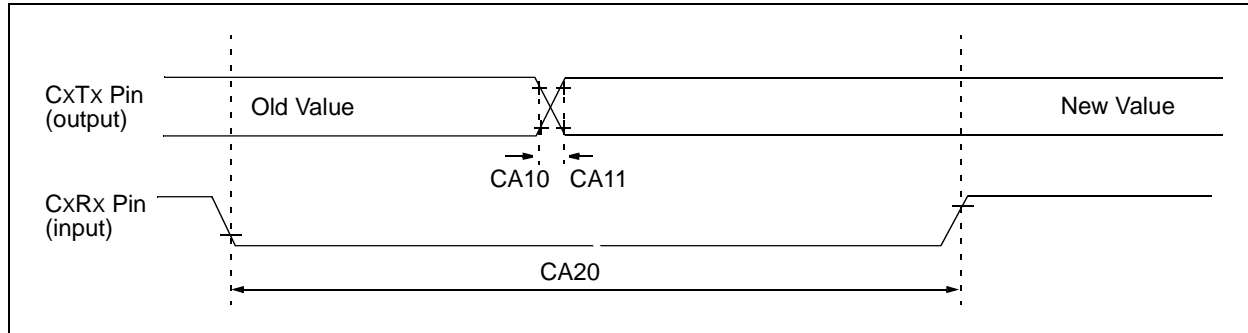 CxTx Pin
(output)
Old Value
New Value
CA10 CA11
CxRx Pin
(input)
CA20